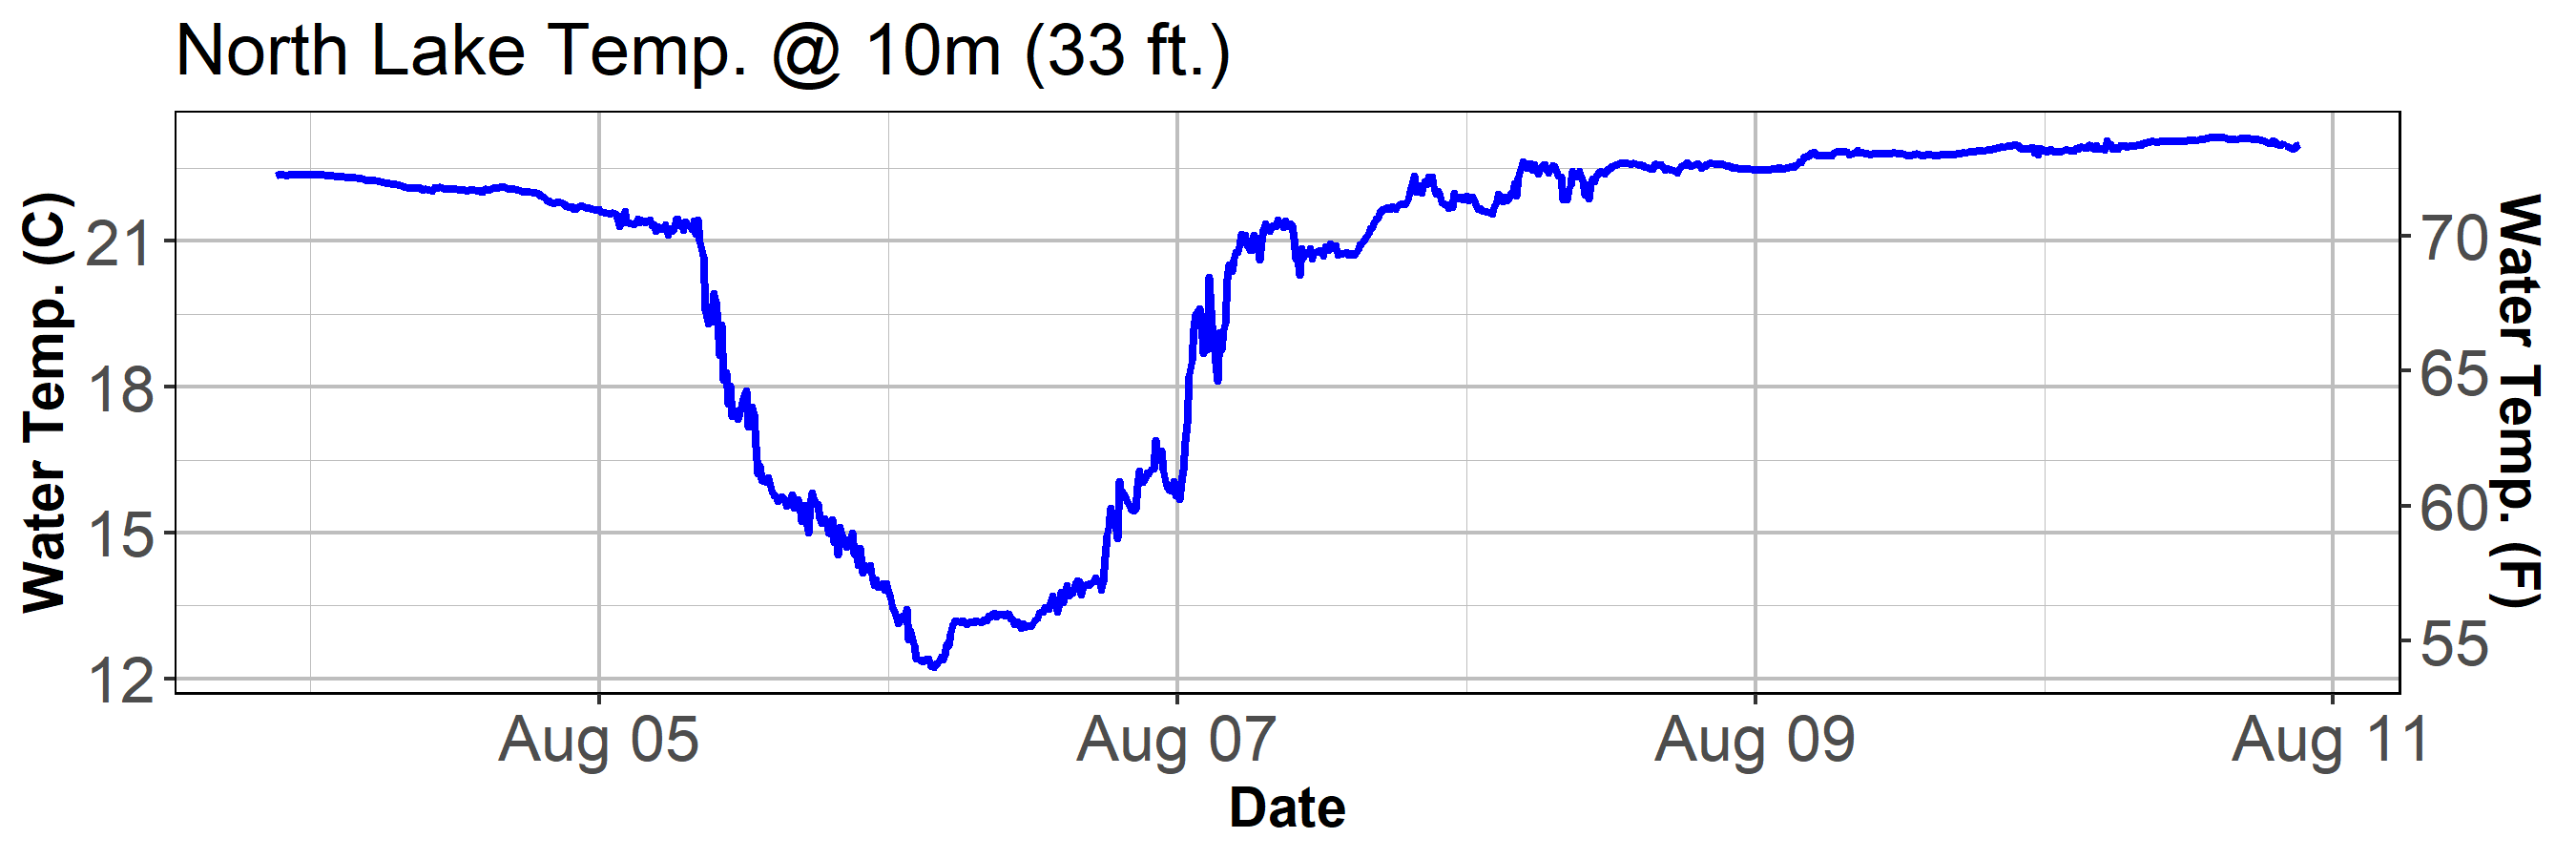 North Lake Temp. @ 10m (33 ft.)
Water Temp. (C)
21
18
15
12
70
65
60
55
Water Temp. (F)
Aug 05
Aug 07
Aug 09
Aug 11
Date